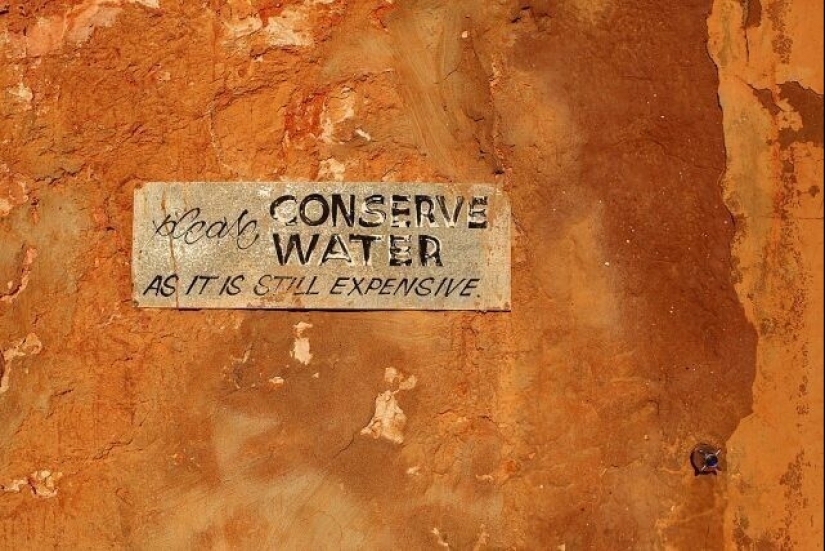 please CONSERVE
WATER
AS IT IS STILL EXPENSIVE.